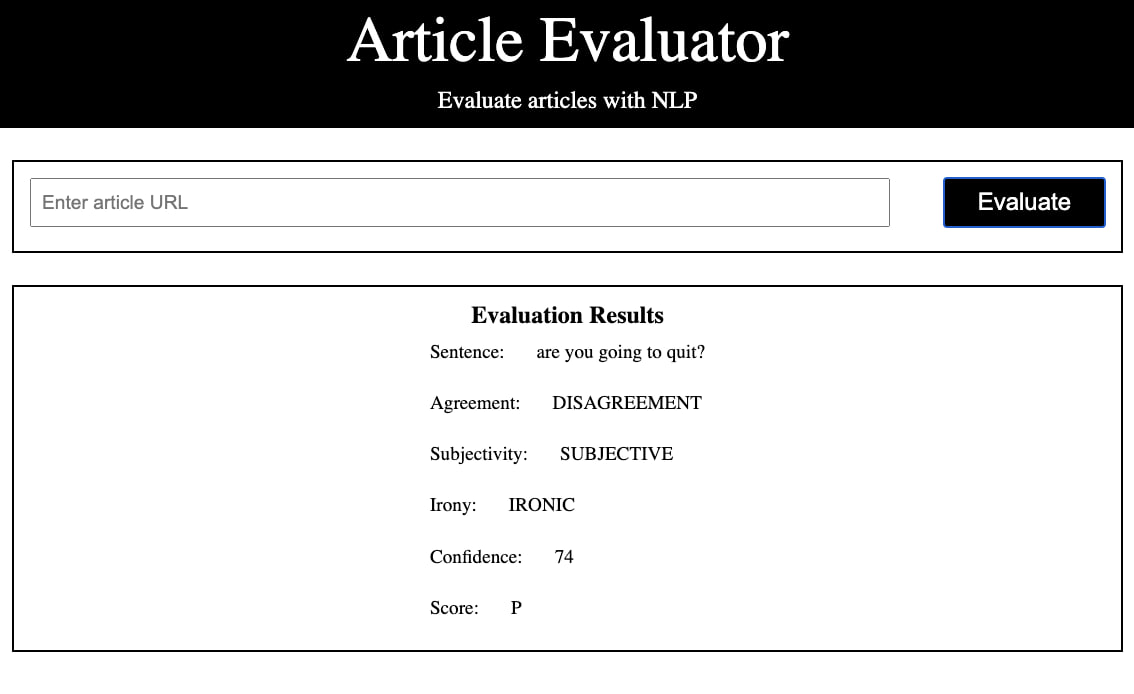 Article Evaluator
Evaluate articles with NLP
Enter article URL
Evaluate
Evaluation Results
Sentence: are you going to quit?
Agreement: DISAGREEMENT
Subjectivity: SUBJECTIVE
Irony: IRONIC
Confidence: 74
Score: P